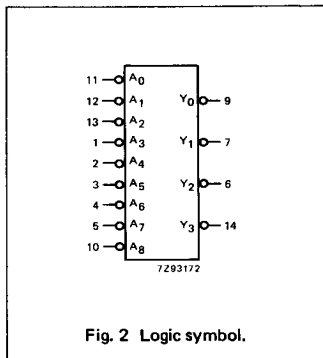 11 A0
12 A1 Y0 9
13 A2
1 A3 Y1 7
2 A4
3 A5 Y2 6
4 A6
5 A7 Y3 14
10 A8
7Z93172
Fig. 2 Logic symbol.